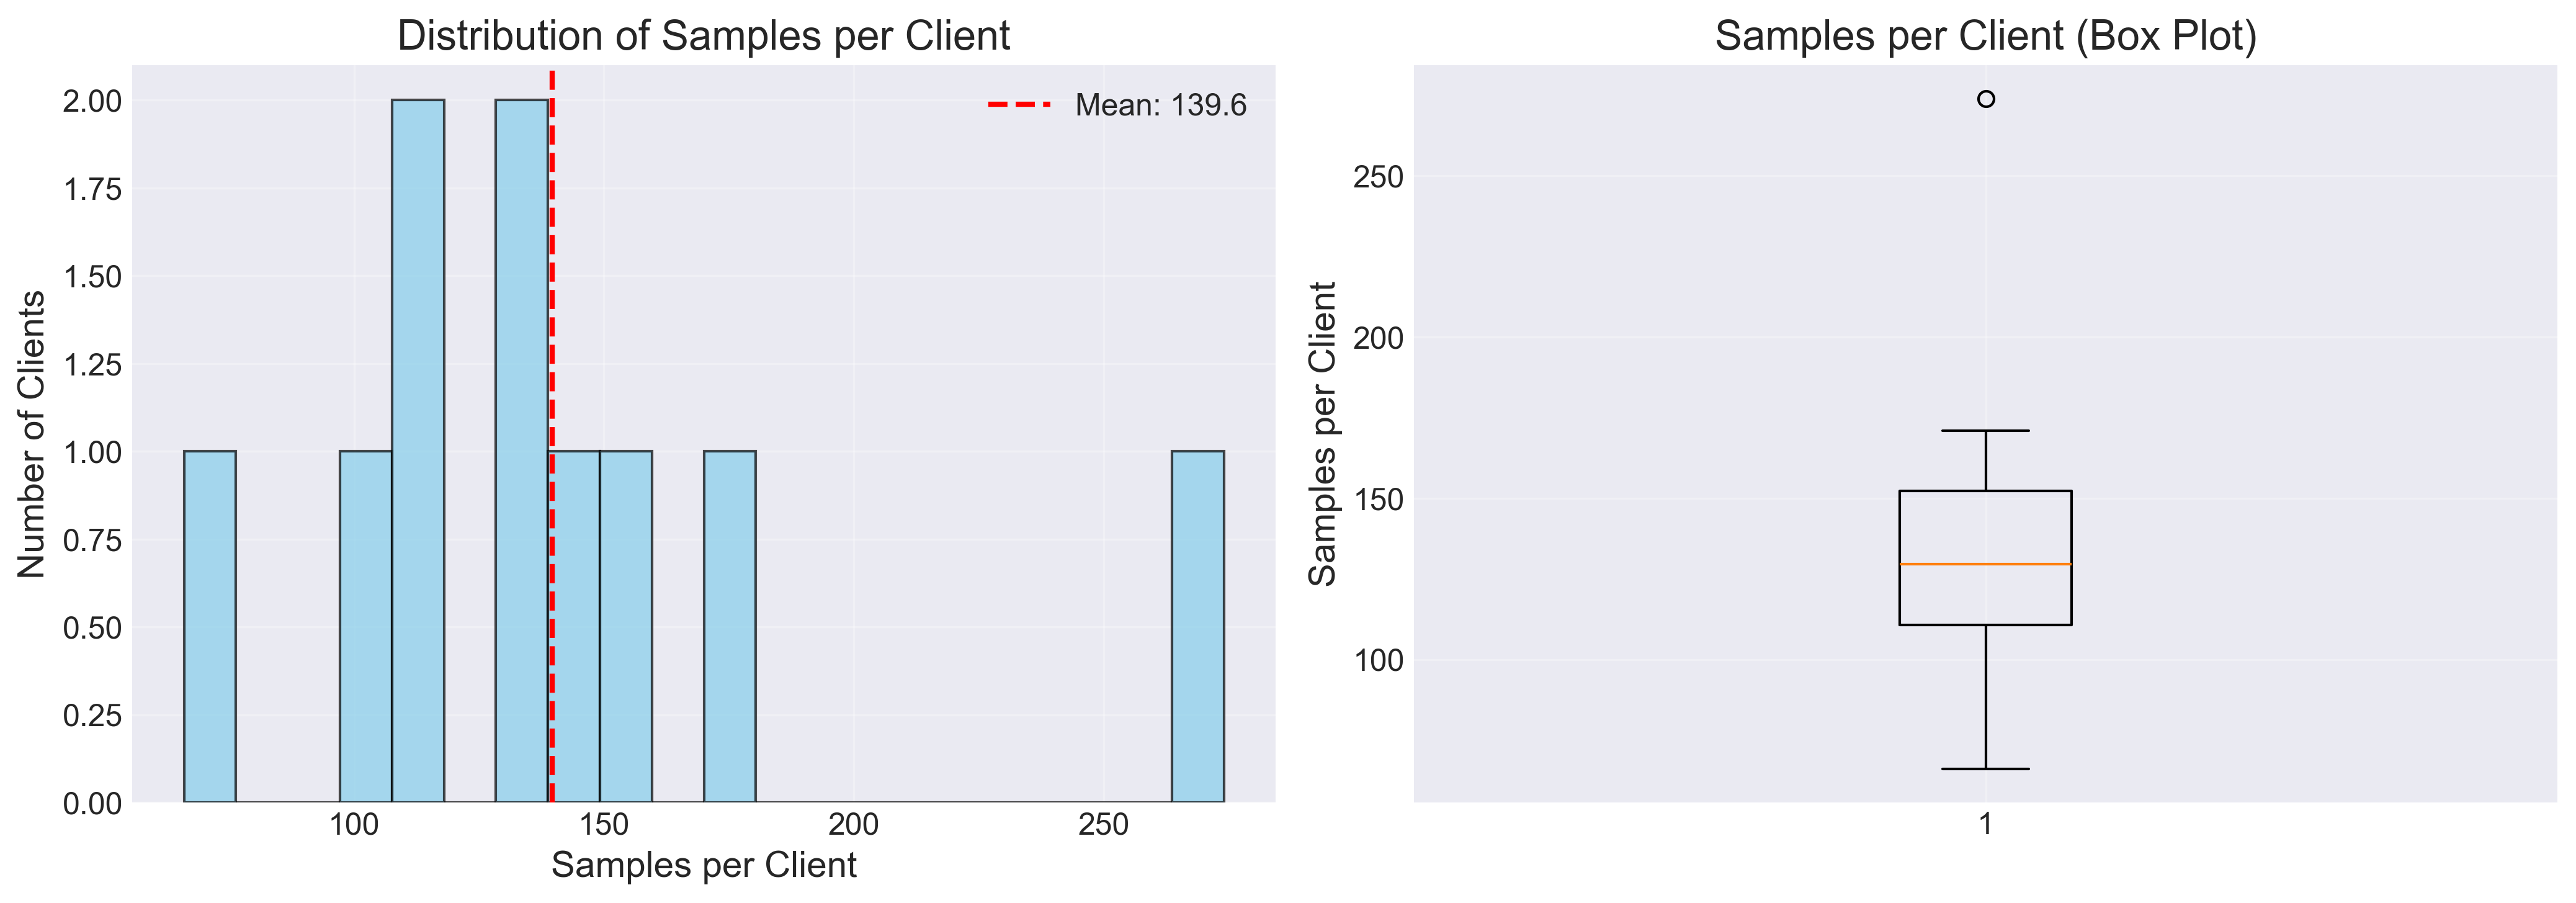 Distribution of Samples per Client
Number of Clients
2.00
1.75
1.50
1.25
1.00
0.75
0.50
0.25
0.00
Mean: 139.6
100 150 200 250
Samples per Client
Samples per Client (Box Plot)
Samples per Client
250
200
150
100
1